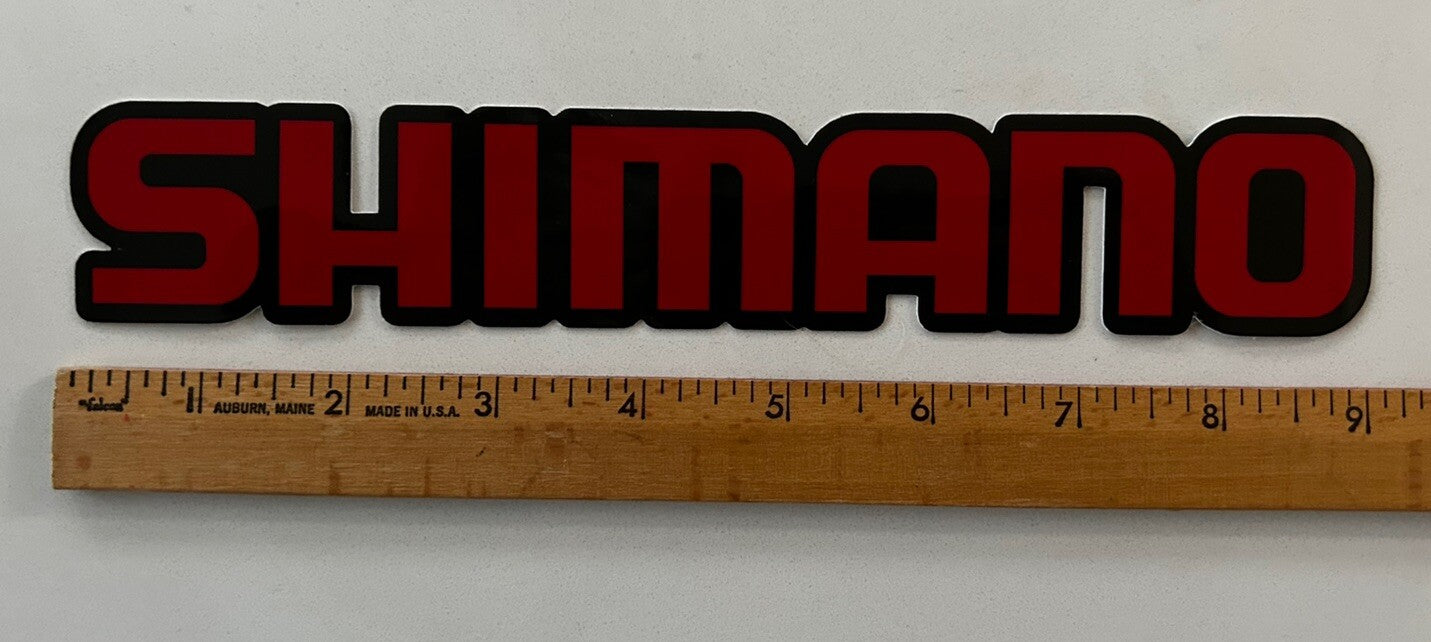 SHIMANO
1 2 3 4 5 6 7 8 9
"falcon" AUBURN, MAINE MADE IN U.S.A.